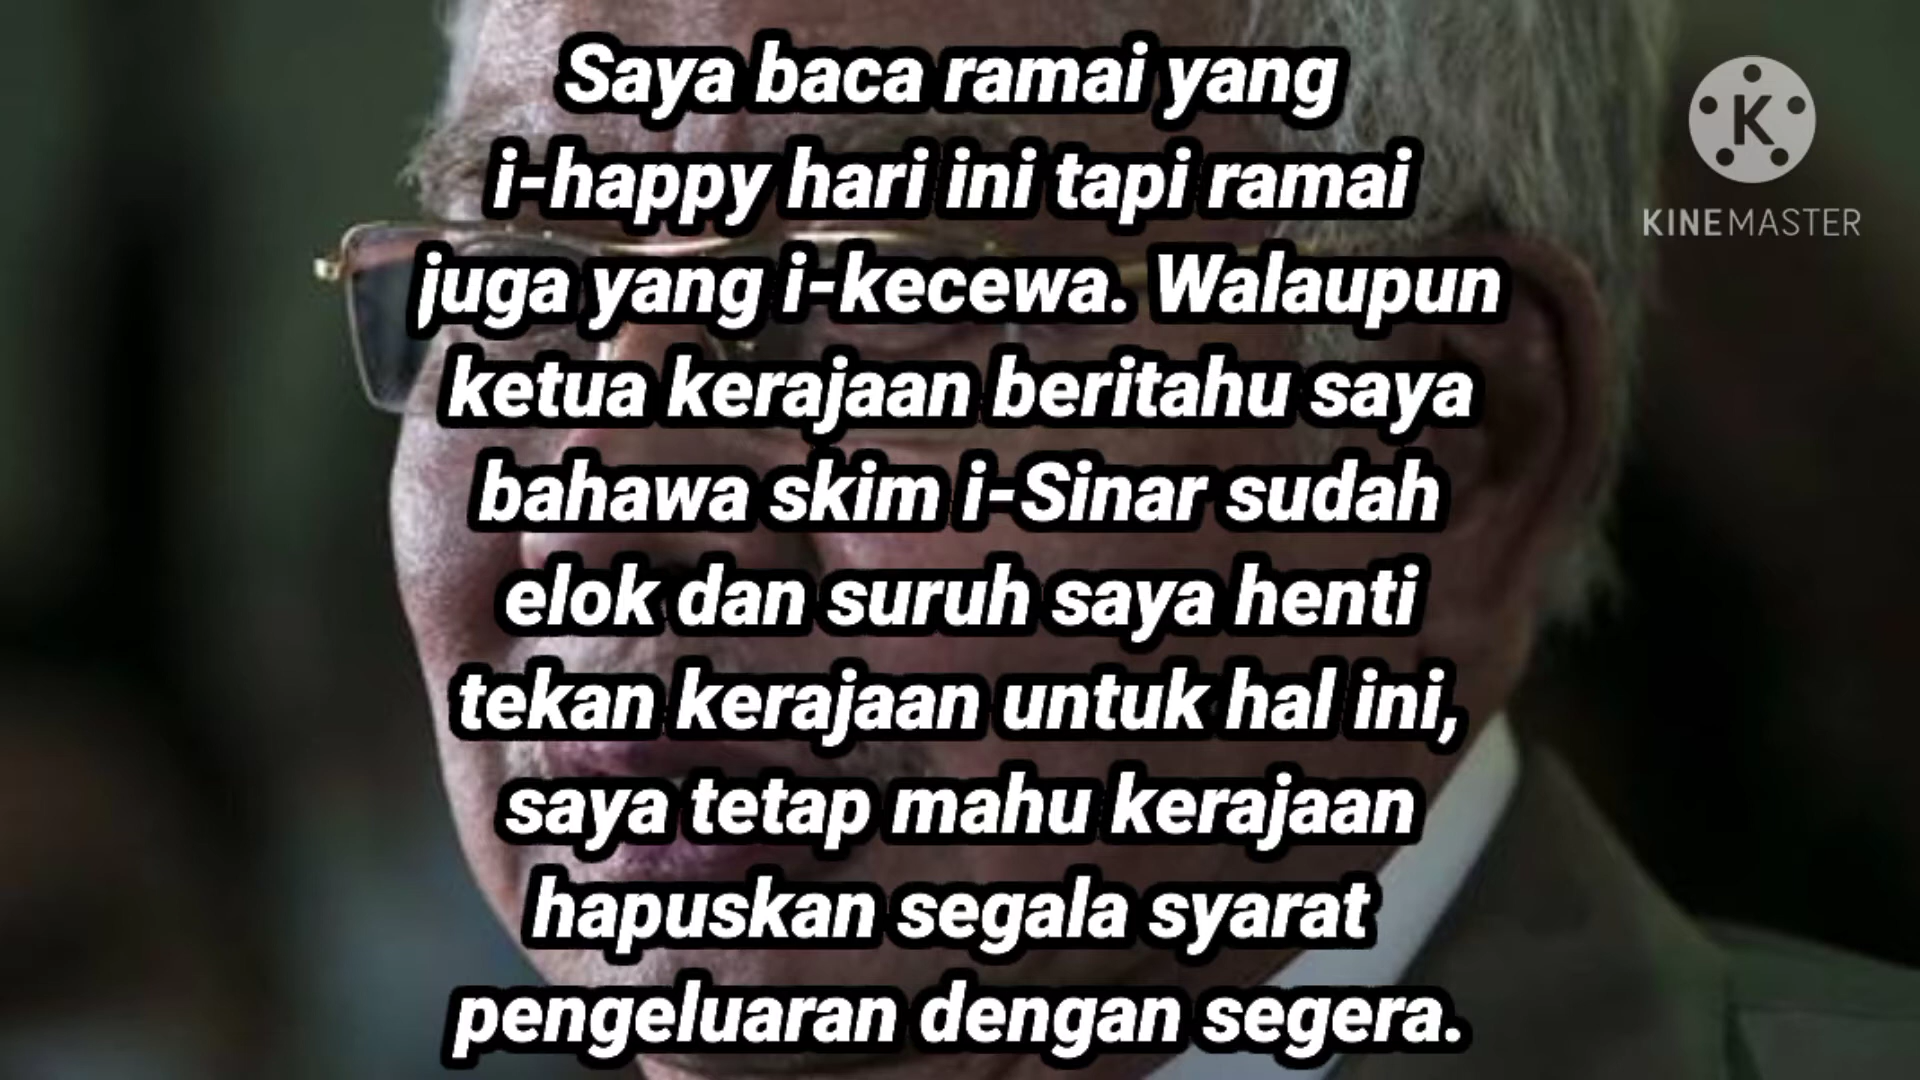 Saya baca ramai yang
i-happy hari ini tapi ramai
juga yang i-kecewa. Walaupun
ketua kerajaan beritahu saya
bahawa skim i-Sinar sudah
elok dan suruh saya henti
tekan kerajaan untuk hal ini,
saya tetap mahu kerajaan
hapuskan segala syarat
pengeluaran dengan segera.
K
KINEMASTER